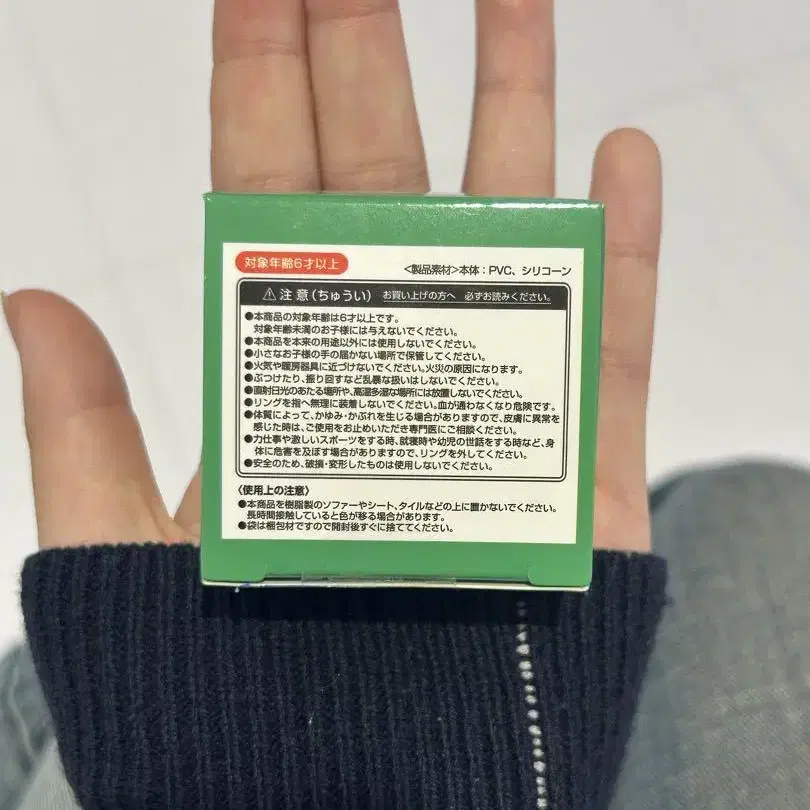 対象年齢6才以上
<製品素材>本体：PVC、シリコーン
⚠注意(ちゅうい) お買い上げの方へ 必ずお読みください。
●本商品の対象年齢は6才以上です。
対象年齢未満のお子様には与えないでください。
●本商品を本来の用途以外には使用しないでください。
●小さなお子様の手の届かない場所で保管してください。
●火気や暖房器具に近づけないでください。火災の原因になります。
●ぶつけたり、振り回すなど乱暴な扱いはしないでください。
●直射日光のあたる場所や、高温多湿な場所には放置しないでください。
●リングを指へ無理に装着しないでください。血が通わなくなり危険です。
●体質によって、かゆみ・かぶれを生じる場合がありますので、皮膚に異常を
感じた時は、ご使用をお止めいただき専門医にご相談ください。
●力仕事や激しいスポーツをする時、就寝時や幼児の世話をする時など、身
体に危害を及ぼす場合がありますので、リングを外してください。
●安全のため、破損・変形したものは使用しないでください。
〈使用上の注意〉
●本商品を樹脂製のソファーやシート、タイルなどの上に置かないでください。
長時間接触していると色が移る場合があります。
●袋は梱包材ですので開封後すぐに捨ててください。